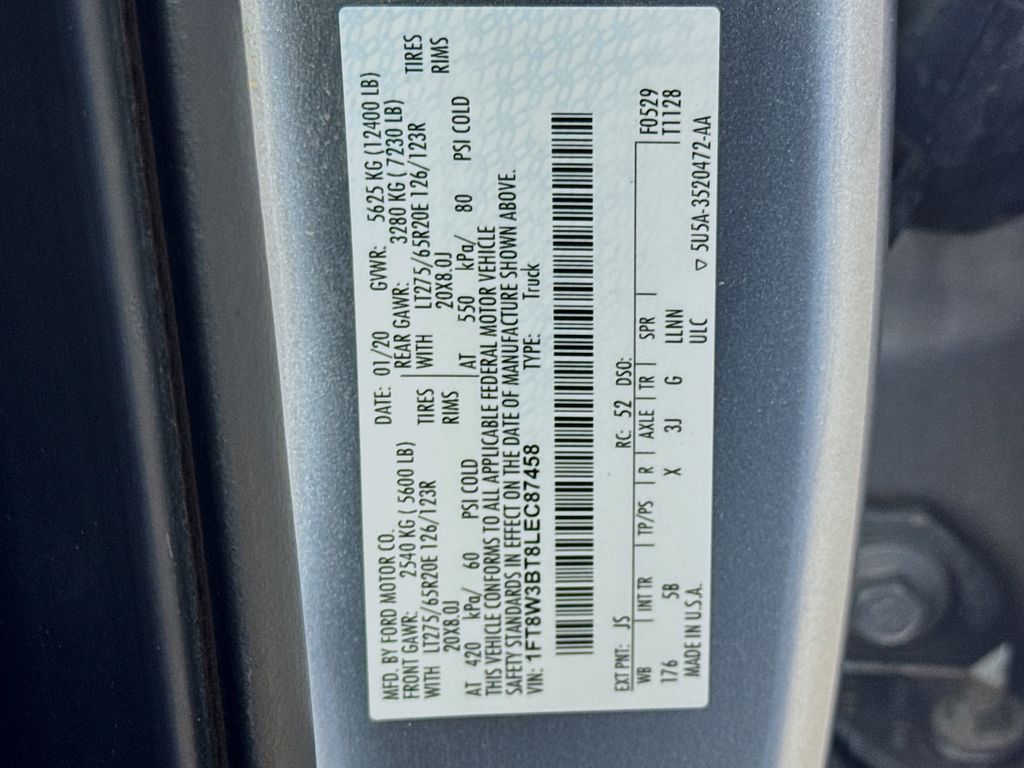 MFD. BY FORD MOTOR CO. DATE: 01/20 GVWR: 5625 KG (12400 LB)
FRONT GAWR: 2540 KG ( 5600 LB) REAR GAWR: 3280 KG ( 7230 LB)
WITH LT275/65R20E 126/123R TIRES WITH LT275/65R20E 126/123R TIRES
20X8.0J RIMS 20X8.0J RIMS
AT 420 kPa/ 60 PSI COLD AT 550 kPa/ 80 PSI COLD
THIS VEHICLE CONFORMS TO ALL APPLICABLE FEDERAL MOTOR VEHICLE
SAFETY STANDARDS IN EFFECT ON THE DATE OF MANUFACTURE SHOWN ABOVE.
VIN: 1FT8W3BT8LEC87458 TYPE: Truck
EXT PNT: JS RC: 52 DSO:
WB INT TR TP/PS R AXLE TR SPR F0529
176 5B X 3J G LLNN T1128
MADE IN U.S.A. ULC ▽ 5U5A-3520472-AA